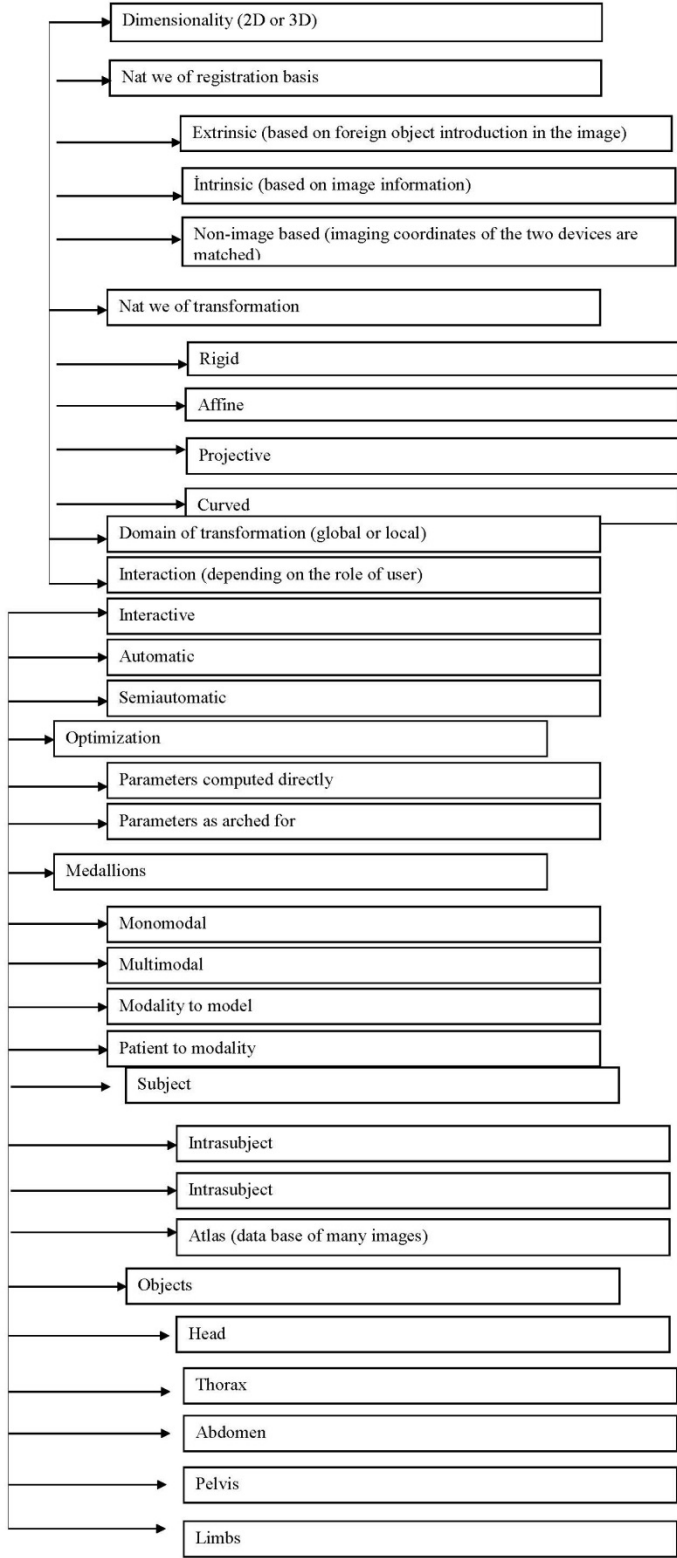 Dimensionality (2D or 3D)
Nat we of registration basis
Extrinsic (based on foreign object introduction in the image)
İntrinsic (based on image information)
Non-image based (imaging coordinates of the two devices are
matched)
Nat we of transformation
Rigid
Affine
Projective
Curved
Domain of transformation (global or local)
Interaction (depending on the role of user)
Interactive
Automatic
Semiautomatic
Optimization
Parameters computed directly
Parameters as arched for
Medallions
Monomodal
Multimodal
Modality to model
Patient to modality
Subject
Intrasubject
Intrasubject
Atlas (data base of many images)
Objects
Head
Thorax
Abdomen
Pelvis
Limbs